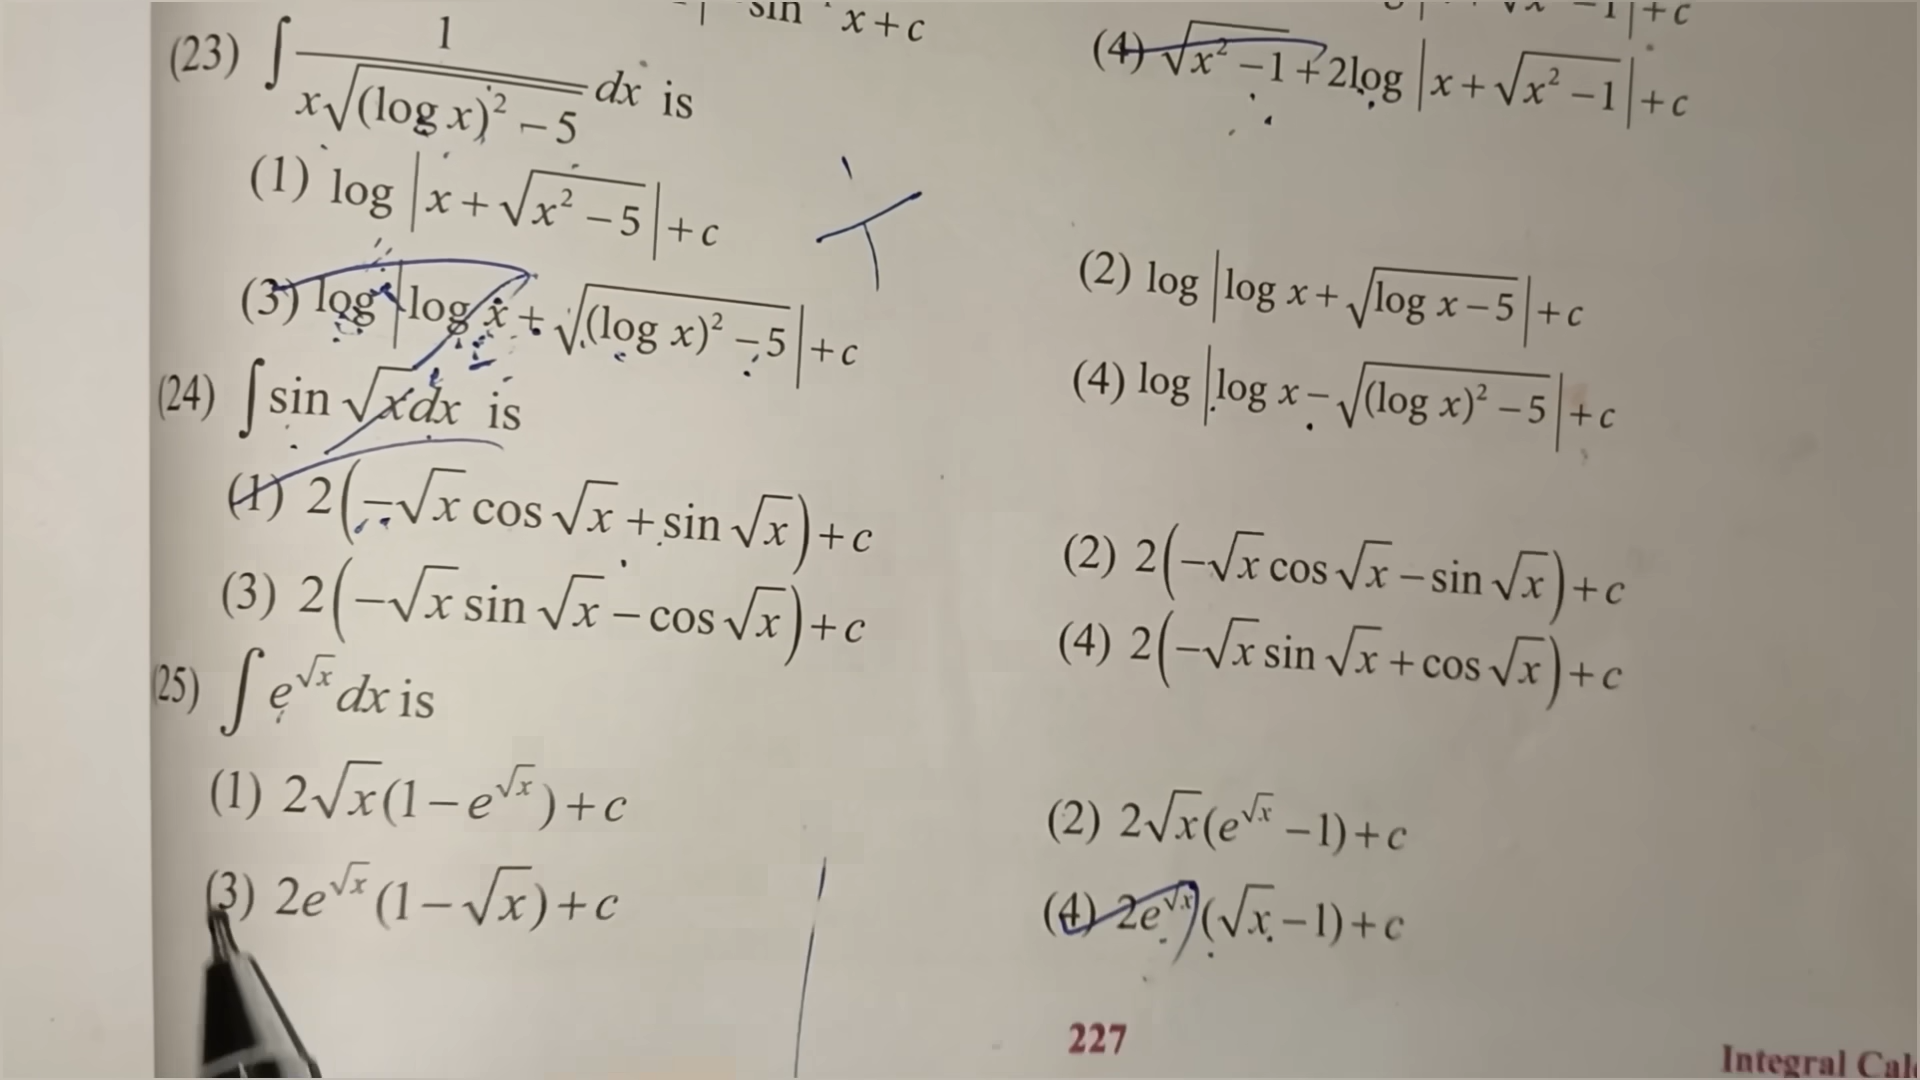 sin x + c
(4) √(x² − 1) + 2log |x + √(x² − 1)| + c
(23) ∫ 1/(x√((log x)² − 5)) dx is
(1) log |x + √(x² − 5)| + c
(2) log |log x + √(log x − 5)| + c
(3) log |log x + √((log x)² − 5)| + c
(4) log |log x − √((log x)² − 5)| + c
(24) ∫ sin √x dx is
(1) 2(−√x cos √x + sin √x) + c
(2) 2(−√x cos √x − sin √x) + c
(3) 2(−√x sin √x − cos √x) + c
(4) 2(−√x sin √x + cos √x) + c
(25) ∫ e^√x dx is
(1) 2√x(1 − e^√x) + c
(2) 2√x(e^√x − 1) + c
(3) 2e^√x(1 − √x) + c
(4) 2e^√x(√x − 1) + c
227
Integral